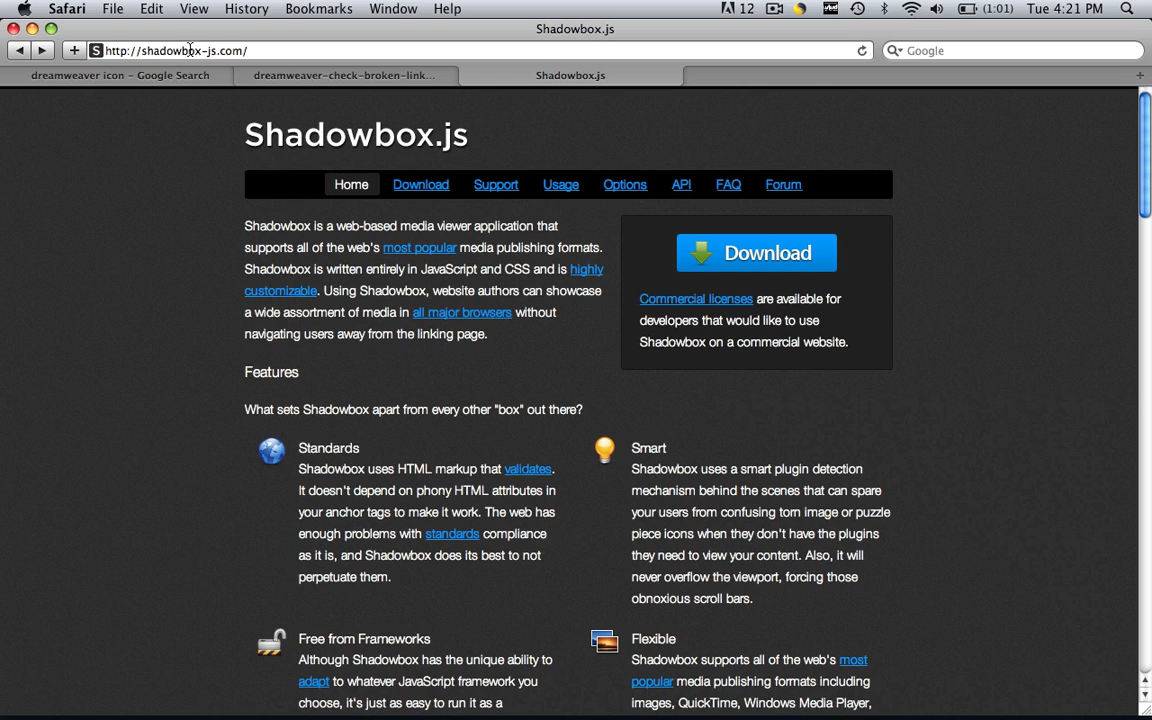 Safari File Edit View History Bookmarks Window Help 12 (1:01) Tue 4:21 PM
Shadowbox.js
S http://shadowbox-js.com/ Google
dreamweaver icon – Google Search dreamweaver-check-broken-link... Shadowbox.js
Shadowbox.js
Home Download Support Usage Options API FAQ Forum
Shadowbox is a web-based media viewer application that
supports all of the web's most popular media publishing formats.
Shadowbox is written entirely in JavaScript and CSS and is highly
customizable. Using Shadowbox, website authors can showcase
a wide assortment of media in all major browsers without
navigating users away from the linking page.
Download
Commercial licenses are available for
developers that would like to use
Shadowbox on a commercial website.
Features
What sets Shadowbox apart from every other "box" out there?
Standards
Shadowbox uses HTML markup that validates.
It doesn't depend on phony HTML attributes in
your anchor tags to make it work. The web has
enough problems with standards compliance
as it is, and Shadowbox does its best to not
perpetuate them.
Smart
Shadowbox uses a smart plugin detection
mechanism behind the scenes that can spare
your users from confusing torn image or puzzle
piece icons when they don't have the plugins
they need to view your content. Also, it will
never overflow the viewport, forcing those
obnoxious scroll bars.
Free from Frameworks
Although Shadowbox has the unique ability to
adapt to whatever JavaScript framework you
choose, it's just as easy to run it as a
Flexible
Shadowbox supports all of the web's most
popular media publishing formats including
images, QuickTime, Windows Media Player,